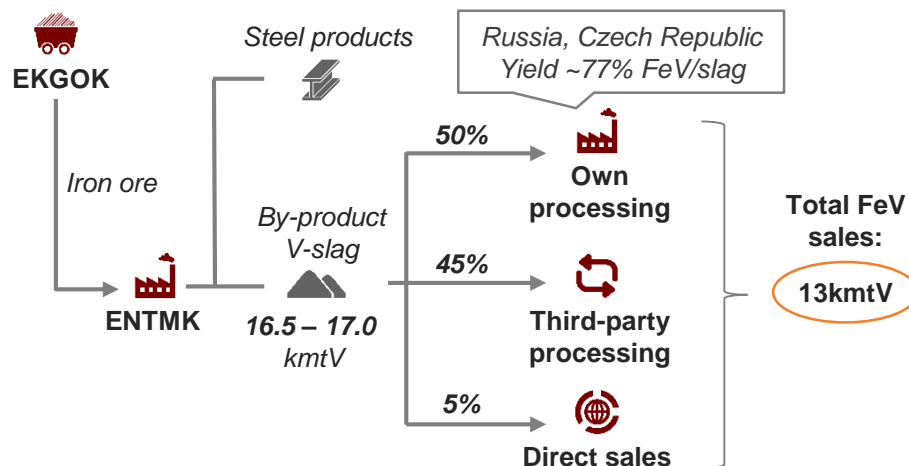 EKGOK
Iron ore
ENTMK
Steel products
By-product
V-slag
16.5 – 17.0
kmtV
Russia, Czech Republic
Yield ~77% FeV/slag
50%
Own
processing
45%
Third-party
processing
5%
Direct sales
Total FeV
sales:
13kmtV